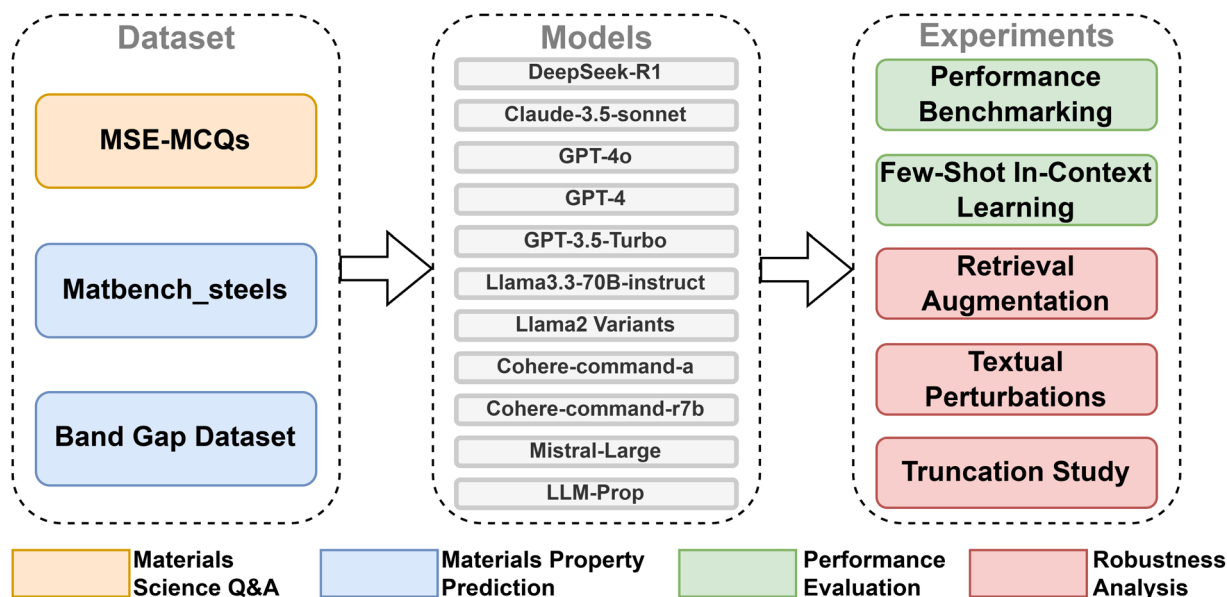 Dataset
MSE-MCQs
Matbench_steels
Band Gap Dataset
Models
DeepSeek-R1
Claude-3.5-sonnet
GPT-4o
GPT-4
GPT-3.5-Turbo
Llama3.3-70B-instruct
Llama2 Variants
Cohere-command-a
Cohere-command-r7b
Mistral-Large
LLM-Prop
Experiments
Performance
Benchmarking
Few-Shot In-Context
Learning
Retrieval
Augmentation
Textual
Perturbations
Truncation Study
Materials
Science Q&A
Materials Property
Prediction
Performance
Evaluation
Robustness
Analysis